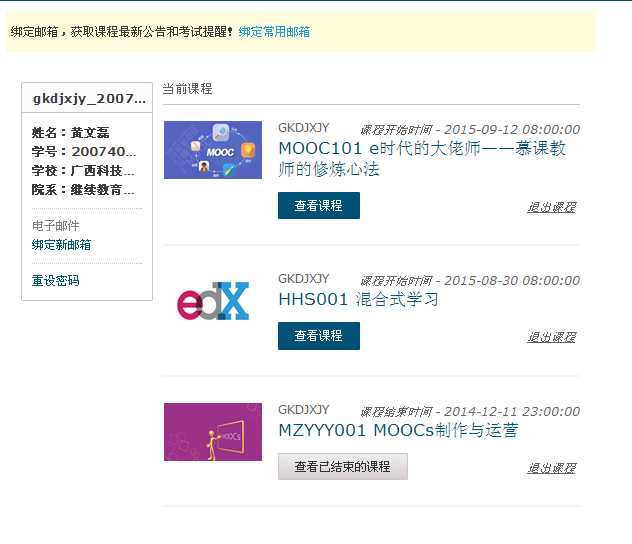 绑定邮箱，获取课程最新公告和考试提醒！绑定常用邮箱
gkdjxjy_2007...
姓名：黄文磊
学号：200740...
学校：广西科技...
院系：继续教育...
电子邮件
绑定新邮箱
重设密码
当前课程
MOOC
GKDJXJY 课程开始时间 - 2015-09-12 08:00:00
MOOC101 e时代的大佬师——慕课教
师的修炼心法
查看课程
退出课程
edX
GKDJXJY 课程开始时间 - 2015-08-30 08:00:00
HHS001 混合式学习
查看课程
退出课程
MOOCs
GKDJXJY 课程结束时间 - 2014-12-11 23:00:00
MZYYY001 MOOCs制作与运营
查看已结束的课程
退出课程